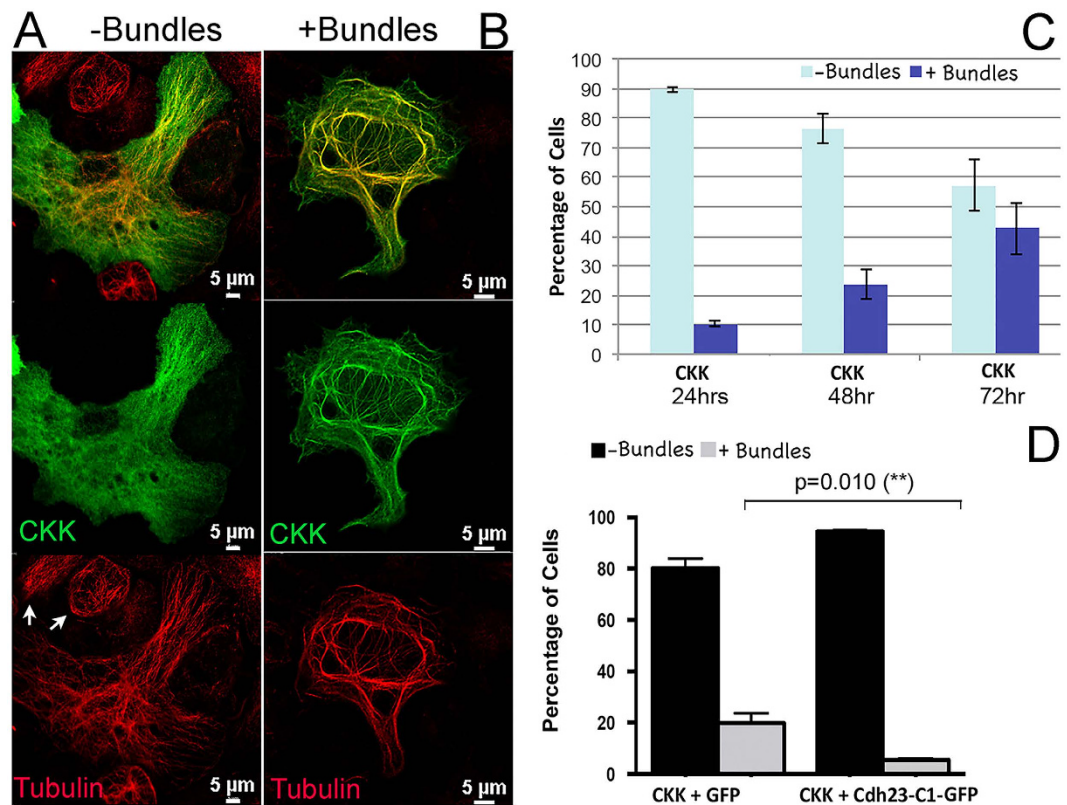 A -Bundles
+Bundles B
5 µm
5 µm
CKK
5 µm
5 µm
Tubulin
5 µm
5 µm
C
–Bundles + Bundles
Percentage of Cells
100
90
80
70
60
50
40
30
20
10
0
CKK
24hrs
CKK
48hr
CKK
72hr
D
–Bundles + Bundles
p=0.010 (**)
Percentage of Cells
100
80
60
40
20
0
CKK + GFP
CKK + Cdh23-C1-GFP